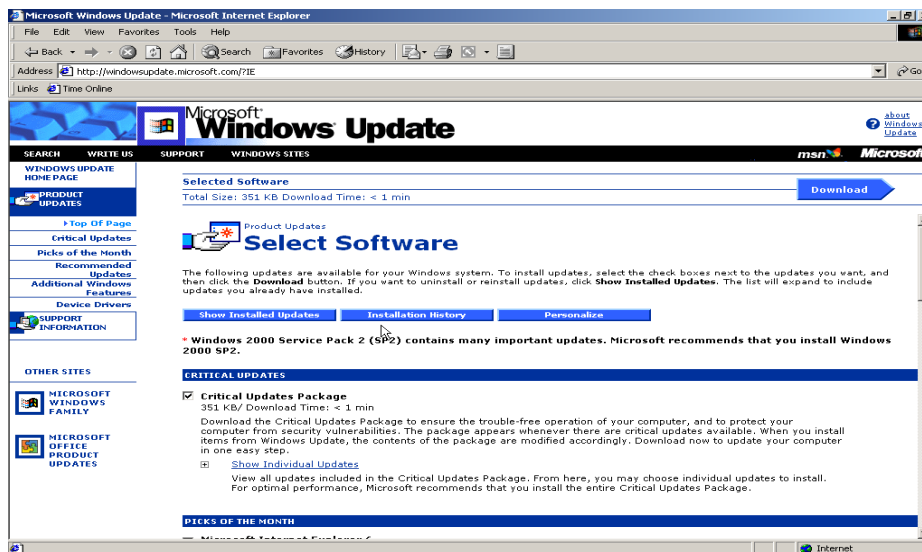 Microsoft Windows Update - Microsoft Internet Explorer
File Edit View Favorites Tools Help
Back Search Favorites History
Address http://windowsupdate.microsoft.com/?IE Go
Links Time Online
Microsoft
Windows Update
about
Windows
Update
SEARCH WRITE US SUPPORT WINDOWS SITES msn Microsoft
WINDOWS UPDATE
HOME PAGE
PRODUCT
UPDATES
Top Of Page
Critical Updates
Picks of the Month
Recommended
Updates
Additional Windows
Features
Device Drivers
SUPPORT
INFORMATION
OTHER SITES
MICROSOFT
WINDOWS
FAMILY
MICROSOFT
OFFICE
PRODUCT
UPDATES
Selected Software
Total Size: 351 KB Download Time: < 1 min
Download
Product Updates
Select Software
The following updates are available for your Windows system. To install updates, select the check boxes next to the updates you want, and
then click the Download button. If you want to uninstall or reinstall updates, click Show Installed Updates. The list will expand to include
updates you already have installed.
Show Installed Updates Installation History Personalize
* Windows 2000 Service Pack 2 (SP2) contains many important updates. Microsoft recommends that you install Windows
2000 SP2.
CRITICAL UPDATES
Critical Updates Package
351 KB/ Download Time: < 1 min
Download the Critical Updates Package to ensure the trouble-free operation of your computer, and to protect your
computer from security vulnerabilities. The package appears whenever there are critical updates available. When you install
items from Windows Update, the contents of the package are modified accordingly. Download now to update your computer
in one easy step.
Show Individual Updates
View all updates included in the Critical Updates Package. From here, you may choose individual updates to install.
For optimal performance, Microsoft recommends that you install the entire Critical Updates Package.
PICKS OF THE MONTH
Microsoft Internet Explorer 6
Internet